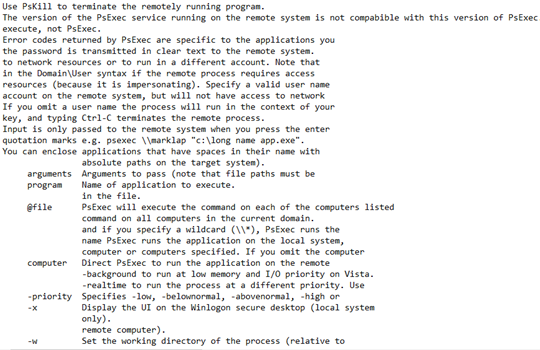 Use PsKill to terminate the remotely running program.
The version of the PsExec service running on the remote system is not compabible with this version of PsExec
execute, not PsExec.
Error codes returned by PsExec are specific to the applications you
the password is transmitted in clear text to the remote system.
to network resources or to run in a different account. Note that
in the Domain\User syntax if the remote process requires access
resources (because it is impersonating). Specify a valid user name
account on the remote system, but will not have access to network
If you omit a user name the process will run in the context of your
key, and typing Ctrl-C terminates the remote process.
Input is only passed to the remote system when you press the enter
quotation marks e.g. psexec \\marklap "c:\long name app.exe".
You can enclose applications that have spaces in their name with
absolute paths on the target system).
arguments Arguments to pass (note that file paths must be
program Name of application to execute.
in the file.
@file PsExec will execute the command on each of the computers listed
command on all computers in the current domain.
and if you specify a wildcard (\\*), PsExec runs the
name PsExec runs the application on the local system,
computer or computers specified. If you omit the computer
computer Direct PsExec to run the application on the remote
-background to run at low memory and I/O priority on Vista.
-realtime to run the process at a different priority. Use
-priority Specifies -low, -belownormal, -abovenormal, -high or
-x Display the UI on the Winlogon secure desktop (local system
only).
remote computer).
-w Set the working directory of the process (relative to